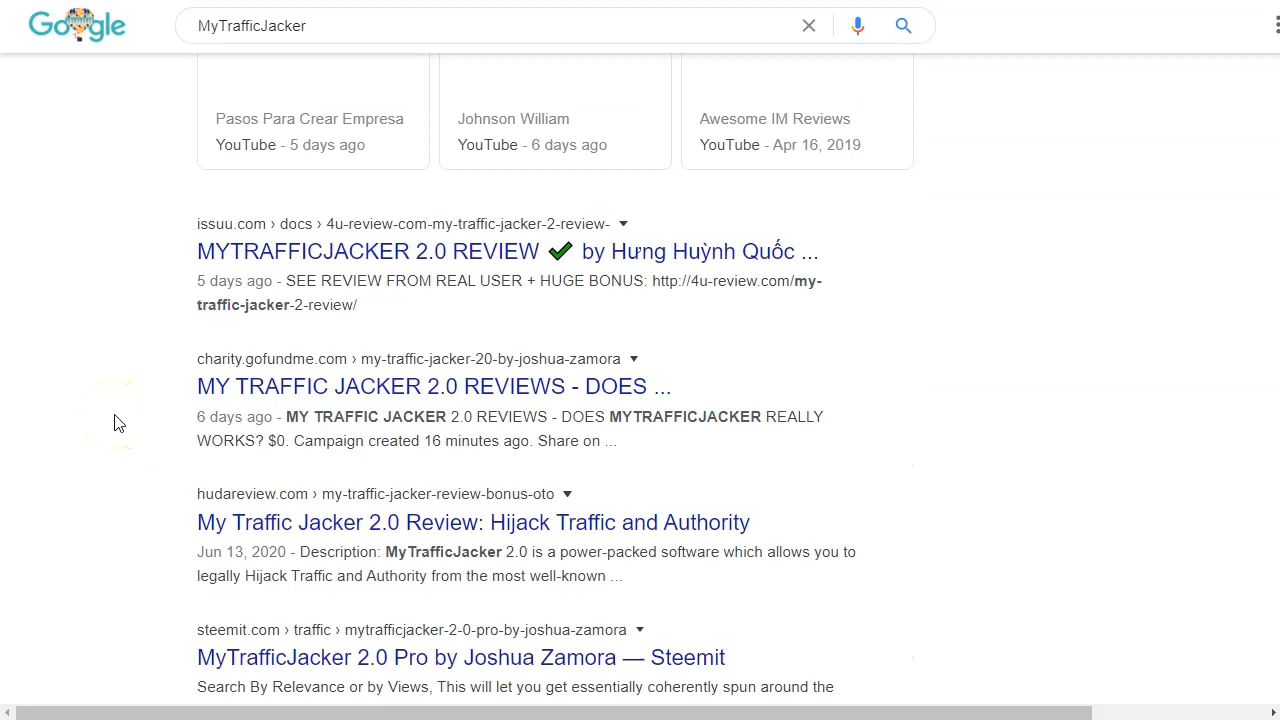 Google
MyTrafficJacker
Pasos Para Crear Empresa
YouTube - 5 days ago
Johnson William
YouTube - 6 days ago
Awesome IM Reviews
YouTube - Apr 16, 2019
issuu.com › docs › 4u-review-com-my-traffic-jacker-2-review-
MYTRAFFICJACKER 2.0 REVIEW ✔ by Hưng Huỳnh Quốc ...
5 days ago - SEE REVIEW FROM REAL USER + HUGE BONUS: http://4u-review.com/my-
traffic-jacker-2-review/
charity.gofundme.com › my-traffic-jacker-20-by-joshua-zamora
MY TRAFFIC JACKER 2.0 REVIEWS - DOES ...
6 days ago - MY TRAFFIC JACKER 2.0 REVIEWS - DOES MYTRAFFICJACKER REALLY
WORKS? $0. Campaign created 16 minutes ago. Share on ...
hudareview.com › my-traffic-jacker-review-bonus-oto
My Traffic Jacker 2.0 Review: Hijack Traffic and Authority
Jun 13, 2020 - Description: MyTrafficJacker 2.0 is a power-packed software which allows you to
legally Hijack Traffic and Authority from the most well-known ...
steemit.com › traffic › mytrafficjacker-2-0-pro-by-joshua-zamora
MyTrafficJacker 2.0 Pro by Joshua Zamora — Steemit
Search By Relevance or by Views, This will let you get essentially coherently spun around the